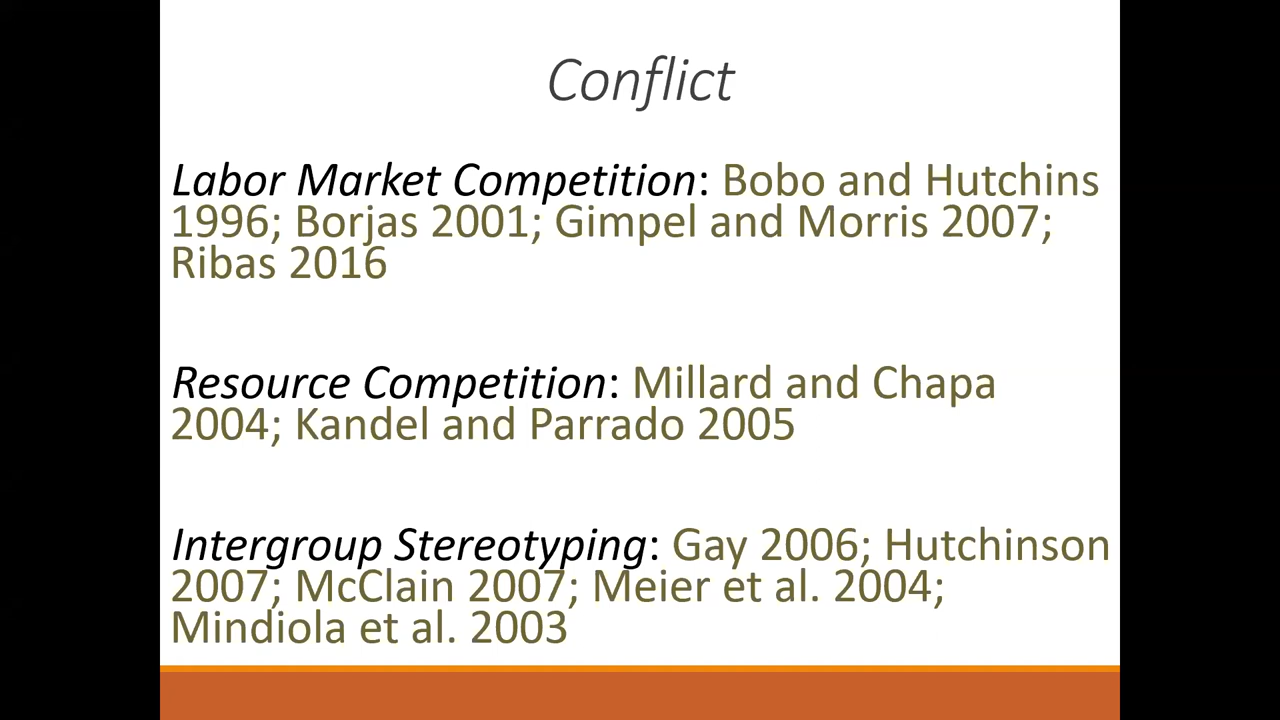 Conflict
Labor Market Competition: Bobo and Hutchins
1996; Borjas 2001; Gimpel and Morris 2007;
Ribas 2016
Resource Competition: Millard and Chapa
2004; Kandel and Parrado 2005
Intergroup Stereotyping: Gay 2006; Hutchinson
2007; McClain 2007; Meier et al. 2004;
Mindiola et al. 2003